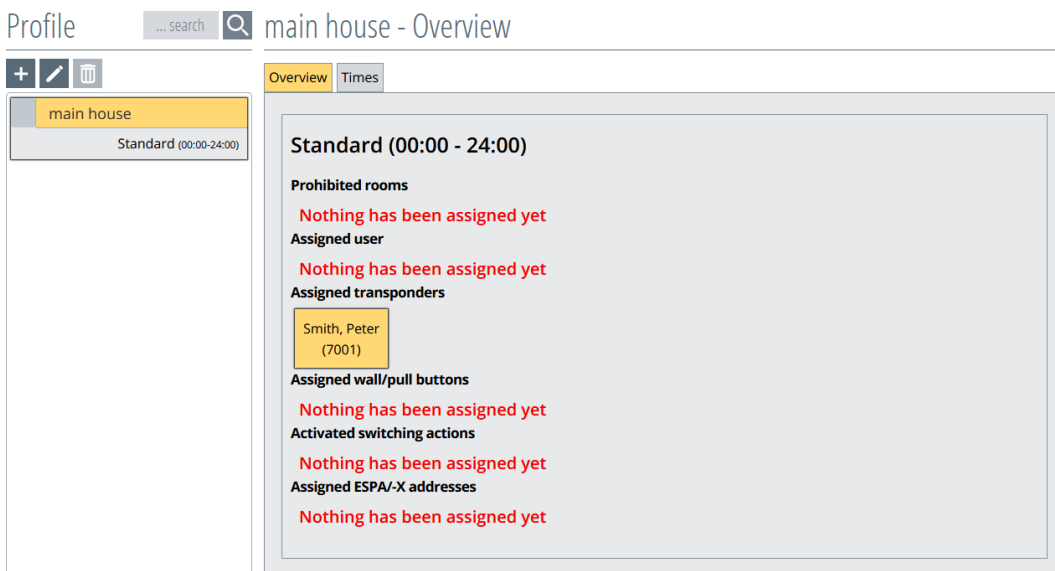 Profile
... search
main house - Overview
Overview
Times
main house
Standard (00:00-24:00)
Standard (00:00 - 24:00)
Prohibited rooms
Nothing has been assigned yet
Assigned user
Nothing has been assigned yet
Assigned transponders
Smith, Peter
(7001)
Assigned wall/pull buttons
Nothing has been assigned yet
Activated switching actions
Nothing has been assigned yet
Assigned ESPA/-X addresses
Nothing has been assigned yet